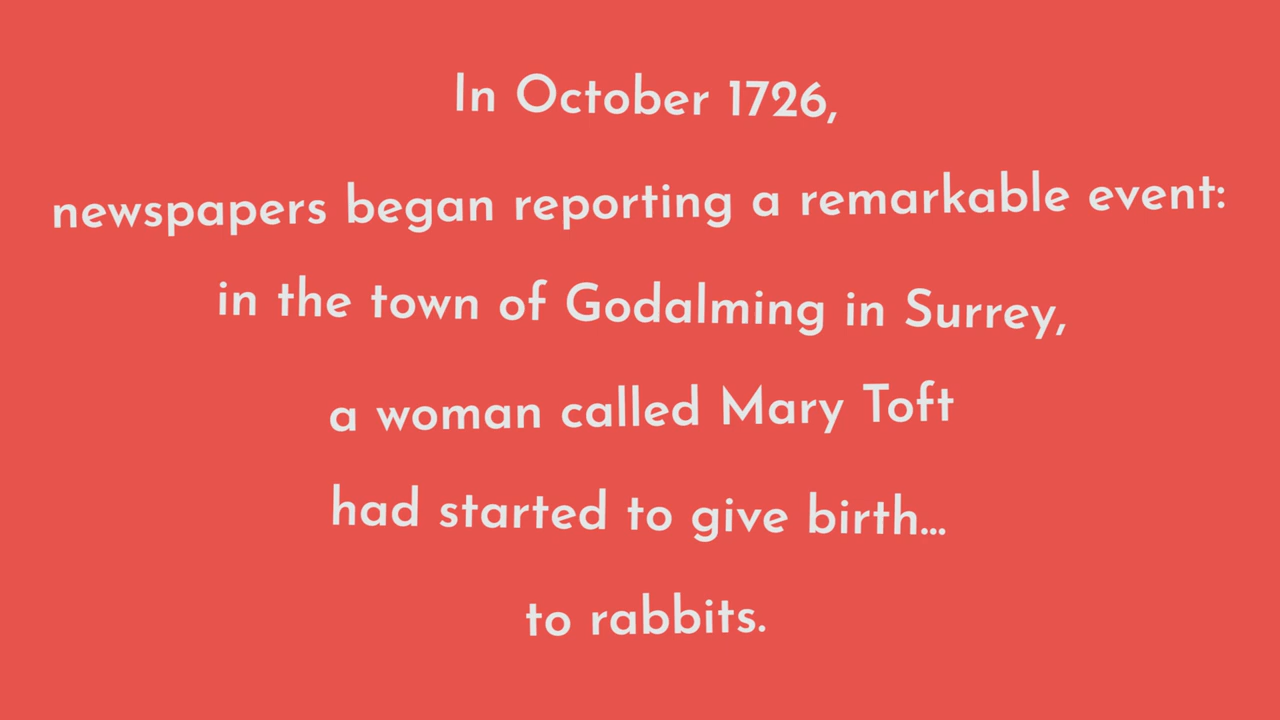 In October 1726,
newspapers began reporting a remarkable event:
in the town of Godalming in Surrey,
a woman called Mary Toft
had started to give birth...
to rabbits.